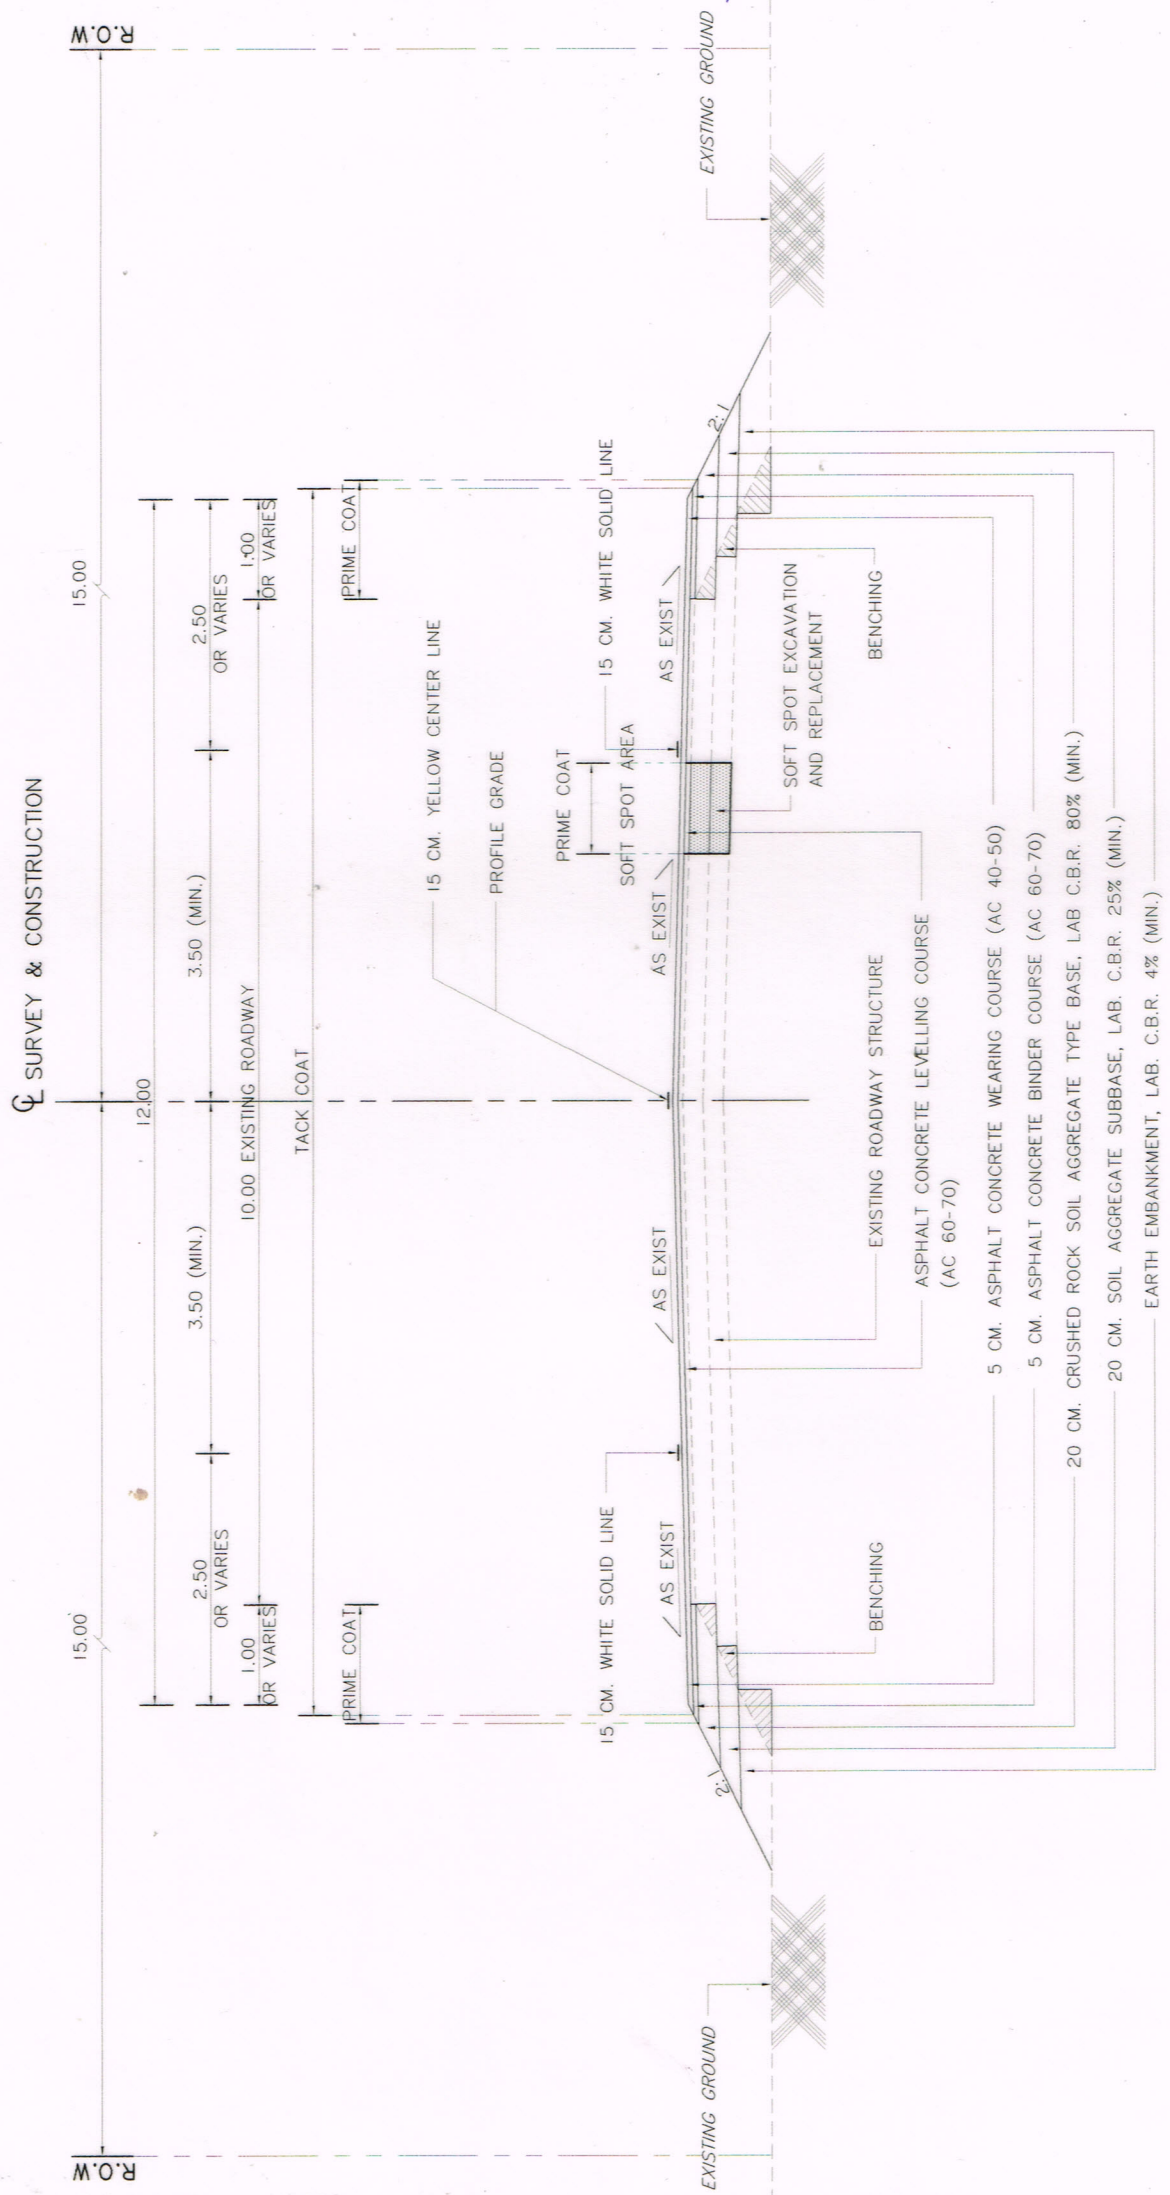 ℄ SURVEY & CONSTRUCTION
R.O.W
R.O.W
15.00
15.00
12.00
2.50
OR VARIES
3.50 (MIN.)
3.50 (MIN.)
2.50
OR VARIES
1.00
OR VARIES
10.00 EXISTING ROADWAY
1.00
OR VARIES
TACK COAT
PRIME COAT
PRIME COAT
15 CM. YELLOW CENTER LINE
PROFILE GRADE
PRIME COAT
15 CM. WHITE SOLID LINE
15 CM. WHITE SOLID LINE
SOFT SPOT AREA
AS EXIST
AS EXIST
AS EXIST
AS EXIST
EXISTING GROUND
EXISTING GROUND
2:1
2:1
SOFT SPOT EXCAVATION
AND REPLACEMENT
BENCHING
BENCHING
EXISTING ROADWAY STRUCTURE
ASPHALT CONCRETE LEVELLING COURSE
(AC 60-70)
5 CM. ASPHALT CONCRETE WEARING COURSE (AC 40-50)
5 CM. ASPHALT CONCRETE BINDER COURSE (AC 60-70)
20 CM. CRUSHED ROCK SOIL AGGREGATE TYPE BASE, LAB C.B.R. 80% (MIN.)
20 CM. SOIL AGGREGATE SUBBASE, LAB. C.B.R. 25% (MIN.)
EARTH EMBANKMENT, LAB. C.B.R. 4% (MIN.)